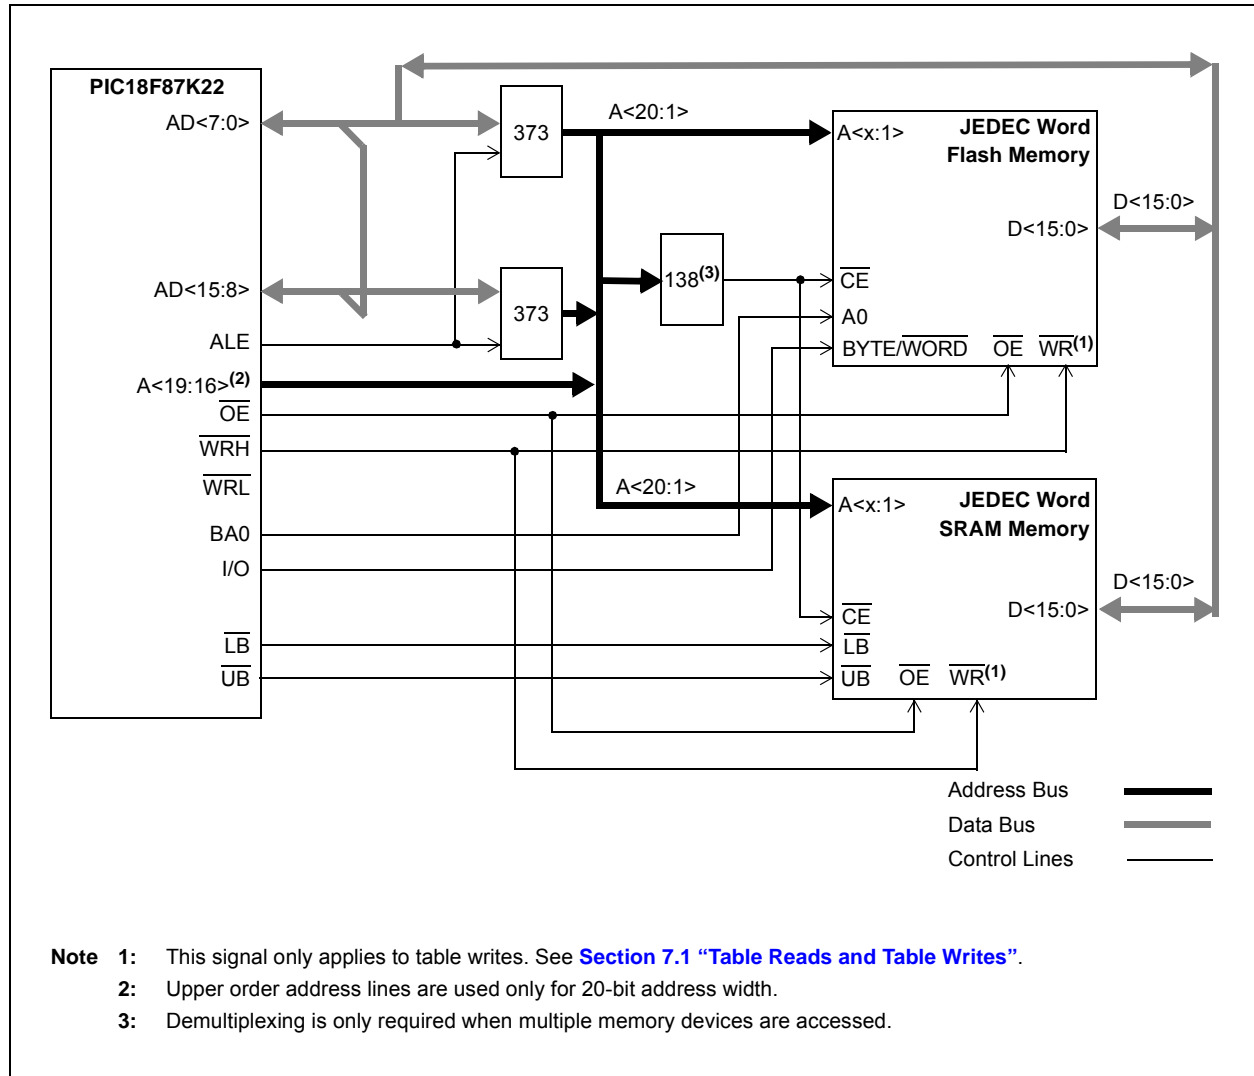 PIC18F87K22
AD<7:0>
AD<15:8>
ALE
A<19:16>(2)
OE
WRH
WRL
BA0
I/O
LB
UB
373
373
A<20:1>
138(3)
A<20:1>
JEDEC Word
Flash Memory
A<x:1>
D<15:0>
CE
A0
BYTE/WORD OE WR(1)
D<15:0>
JEDEC Word
SRAM Memory
A<x:1>
D<15:0>
CE
LB
UB OE WR(1)
D<15:0>
Address Bus
Data Bus
Control Lines
Note 1: This signal only applies to table writes. See Section 7.1 “Table Reads and Table Writes”.
2: Upper order address lines are used only for 20-bit address width.
3: Demultiplexing is only required when multiple memory devices are accessed.